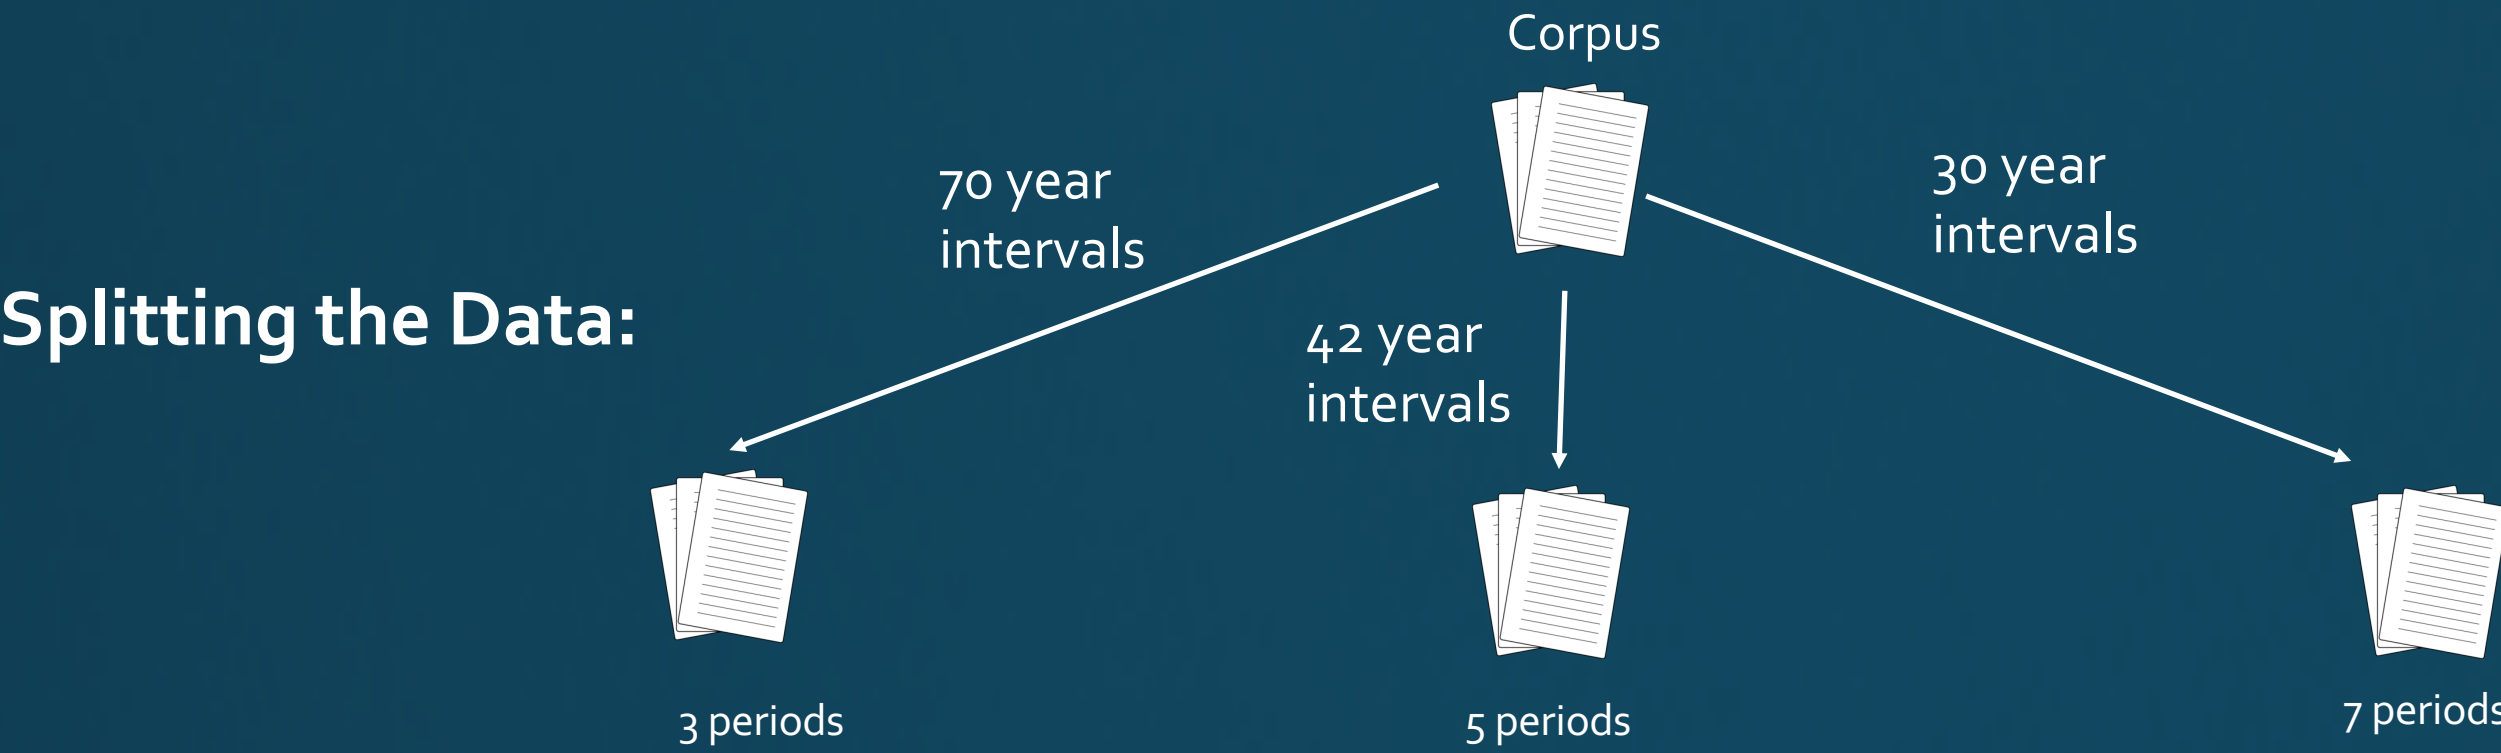 Corpus
70 year
intervals
30 year
intervals
Splitting the Data:
42 year
intervals
3 periods
5 periods
7 periods